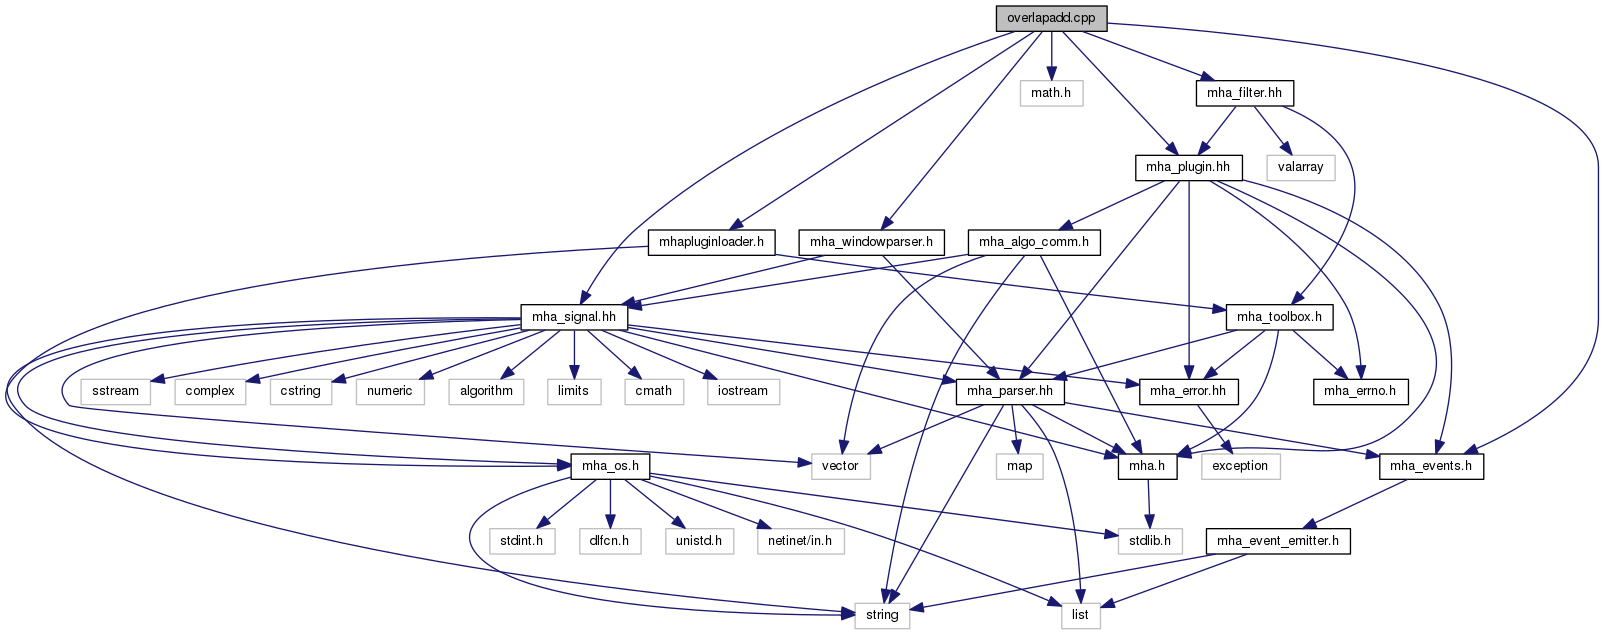 overlapadd.cpp
math.h
mha_filter.hh
mha_plugin.hh
valarray
mhapluginloader.h
mha_windowparser.h
mha_algo_comm.h
mha_signal.hh
mha_toolbox.h
sstream
complex
cstring
numeric
algorithm
limits
cmath
iostream
mha_parser.hh
mha_error.hh
mha_errno.h
mha_os.h
vector
map
mha.h
exception
mha_events.h
stdint.h
dlfcn.h
unistd.h
netinet/in.h
stdlib.h
mha_event_emitter.h
string
list